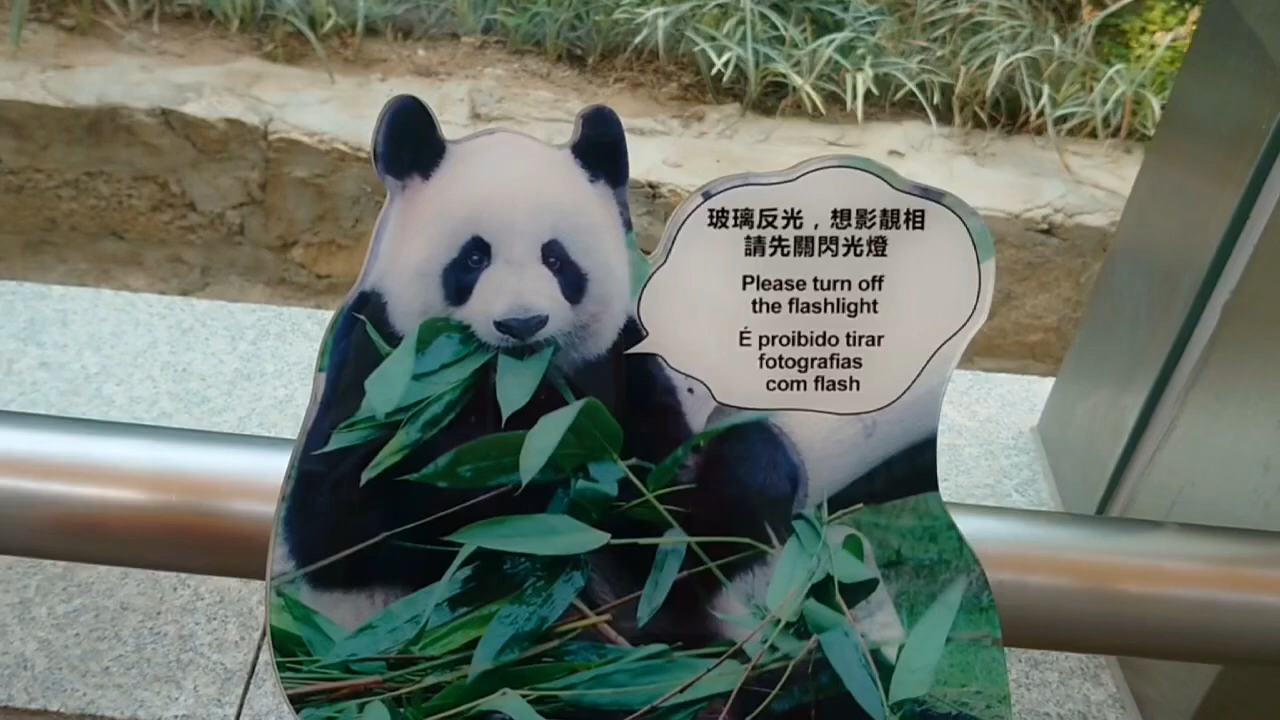 玻璃反光，想影靚相
請先關閃光燈
Please turn off
the flashlight
É proibido tirar
fotografias
com flash